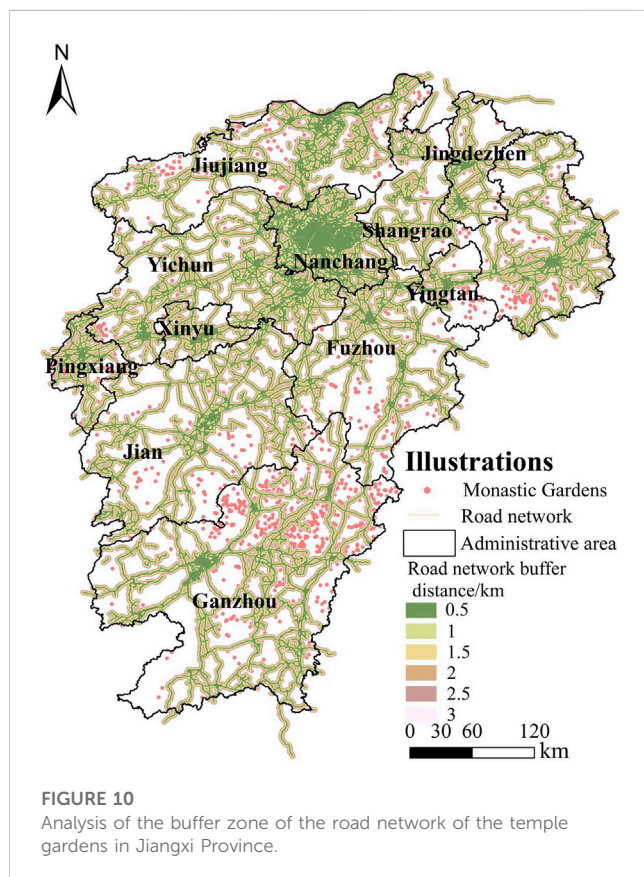 N
Jiujiang
Jingdezhen
Shangrao
Nanchang
Yichun
Yingtan
Xinyu
Fuzhou
Pingxiang
Jian
Ganzhou
Illustrations
Monastic Gardens
Road network
Administrative area
Road network buffer
distance/km
0.5
1
1.5
2
2.5
3
0 30 60 120
km
FIGURE 10
Analysis of the buffer zone of the road network of the temple
gardens in Jiangxi Province.